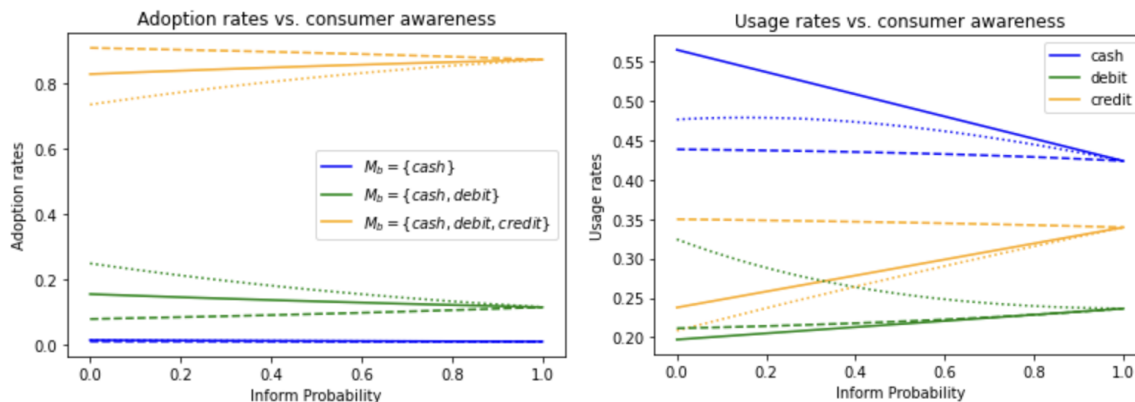 Adoption rates vs. consumer awareness
0.8
0.6
0.4
0.2
0.0
Adoption rates
M_b = {cash}
M_b = {cash, debit}
M_b = {cash, debit, credit}
0.0 0.2 0.4 0.6 0.8 1.0
Inform Probability
Usage rates vs. consumer awareness
0.55
0.50
0.45
0.40
0.35
0.30
0.25
0.20
Usage rates
cash
debit
credit
0.0 0.2 0.4 0.6 0.8 1.0
Inform Probability